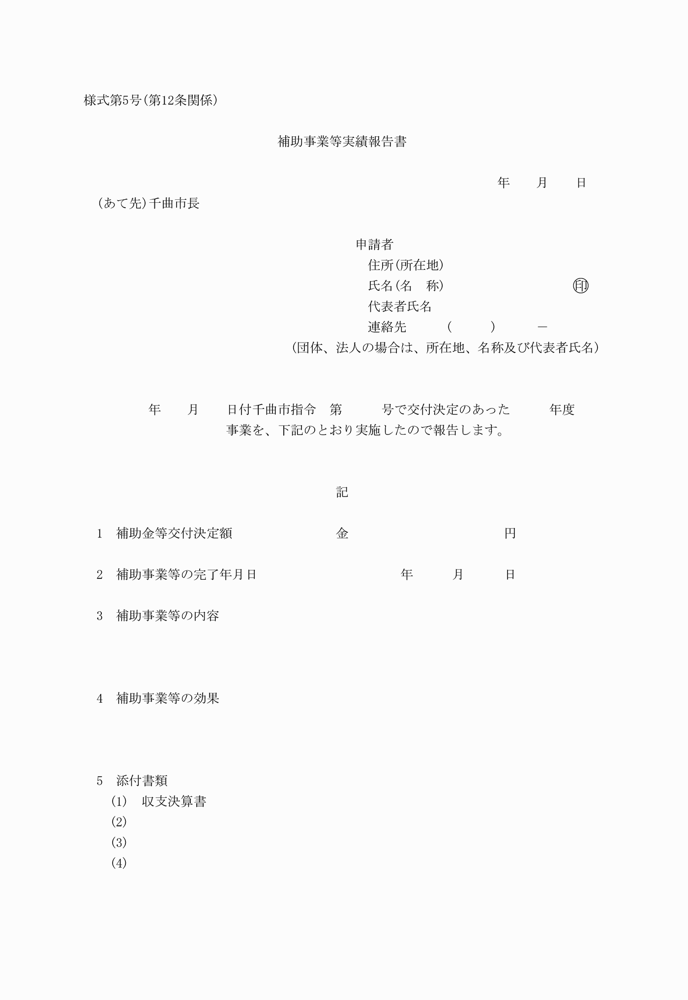 様式第5号(第12条関係)
補助事業等実績報告書
年　　月　　日
(あて先)千曲市長
申請者
住所(所在地)
氏名(名　称)　　　　　　　　　　㊞
代表者氏名
連絡先　　　(　　　)　　　－
(団体、法人の場合は、所在地、名称及び代表者氏名)
年　　月　　日付千曲市指令　第　　　号で交付決定のあった　　　年度
事業を、下記のとおり実施したので報告します。
記
1　補助金等交付決定額　　　　　　　　金　　　　　　　　　　　　円
2　補助事業等の完了年月日　　　　　　　　　　　年　　　月　　　日
3　補助事業等の内容
4　補助事業等の効果
5　添付書類
(1)　収支決算書
(2)
(3)
(4)